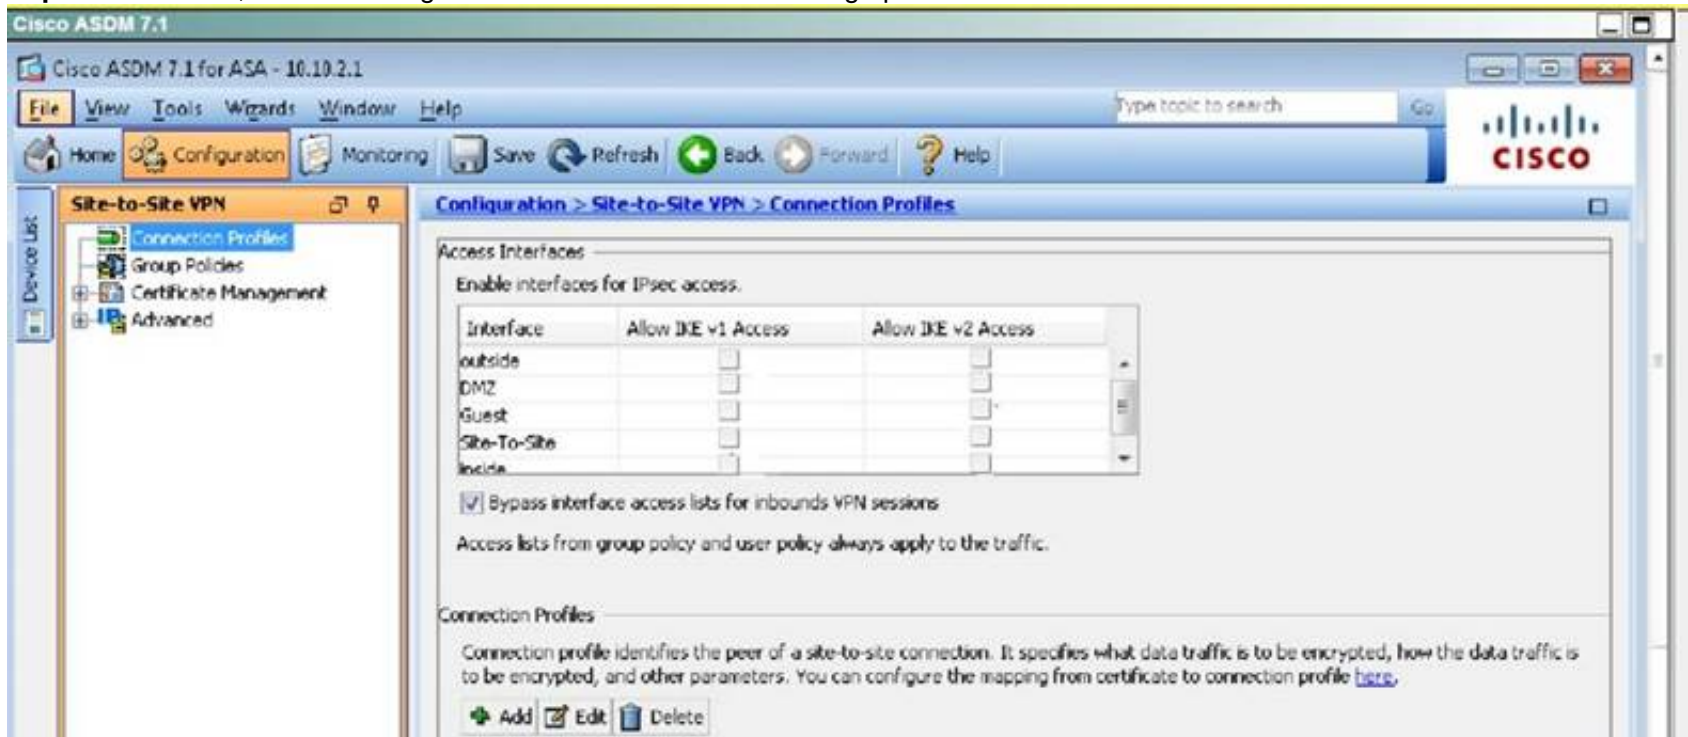 Cisco ASDM 7.1
Cisco ASDM 7.1 for ASA - 10.10.2.1
File View Tools Wizards Window Help
Type topic to search Go
Home Configuration Monitoring Save Refresh Back Forward Help
CISCO
Device List
Site-to-Site VPN
Connection Profiles
Group Policies
Certificate Management
Advanced
Configuration > Site-to-Site VPN > Connection Profiles
Access Interfaces
Enable interfaces for IPsec access.
Interface Allow IKE v1 Access Allow IKE v2 Access
outside
DMZ
Guest
Site-To-Site
inside
Bypass interface access lists for inbounds VPN sessions
Access lists from group policy and user policy always apply to the traffic.
Connection Profiles
Connection profile identifies the peer of a site-to-site connection. It specifies what data traffic is to be encrypted, how the data traffic is
to be encrypted, and other parameters. You can configure the mapping from certificate to connection profile here.
Add Edit Delete